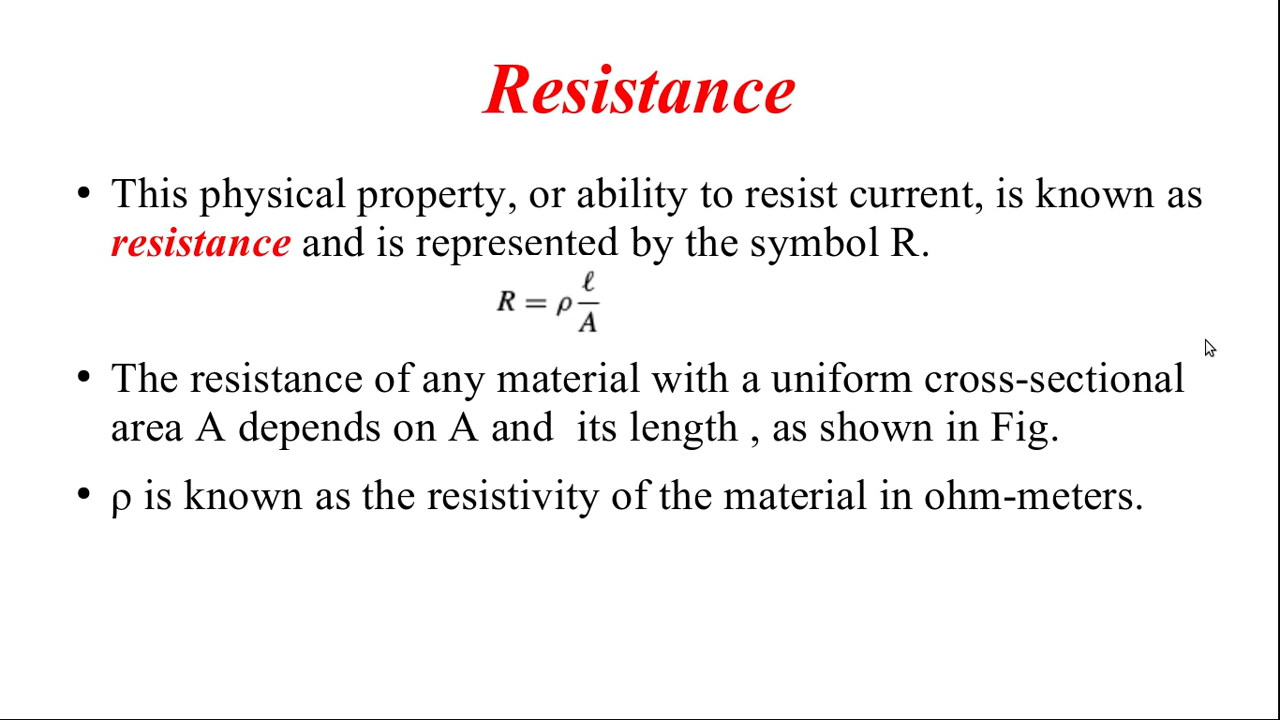 Resistance
• This physical property, or ability to resist current, is known as
resistance and is represented by the symbol R.
R = ρ ℓ/A
• The resistance of any material with a uniform cross-sectional
area A depends on A and  its length , as shown in Fig.
• ρ is known as the resistivity of the material in ohm-meters.